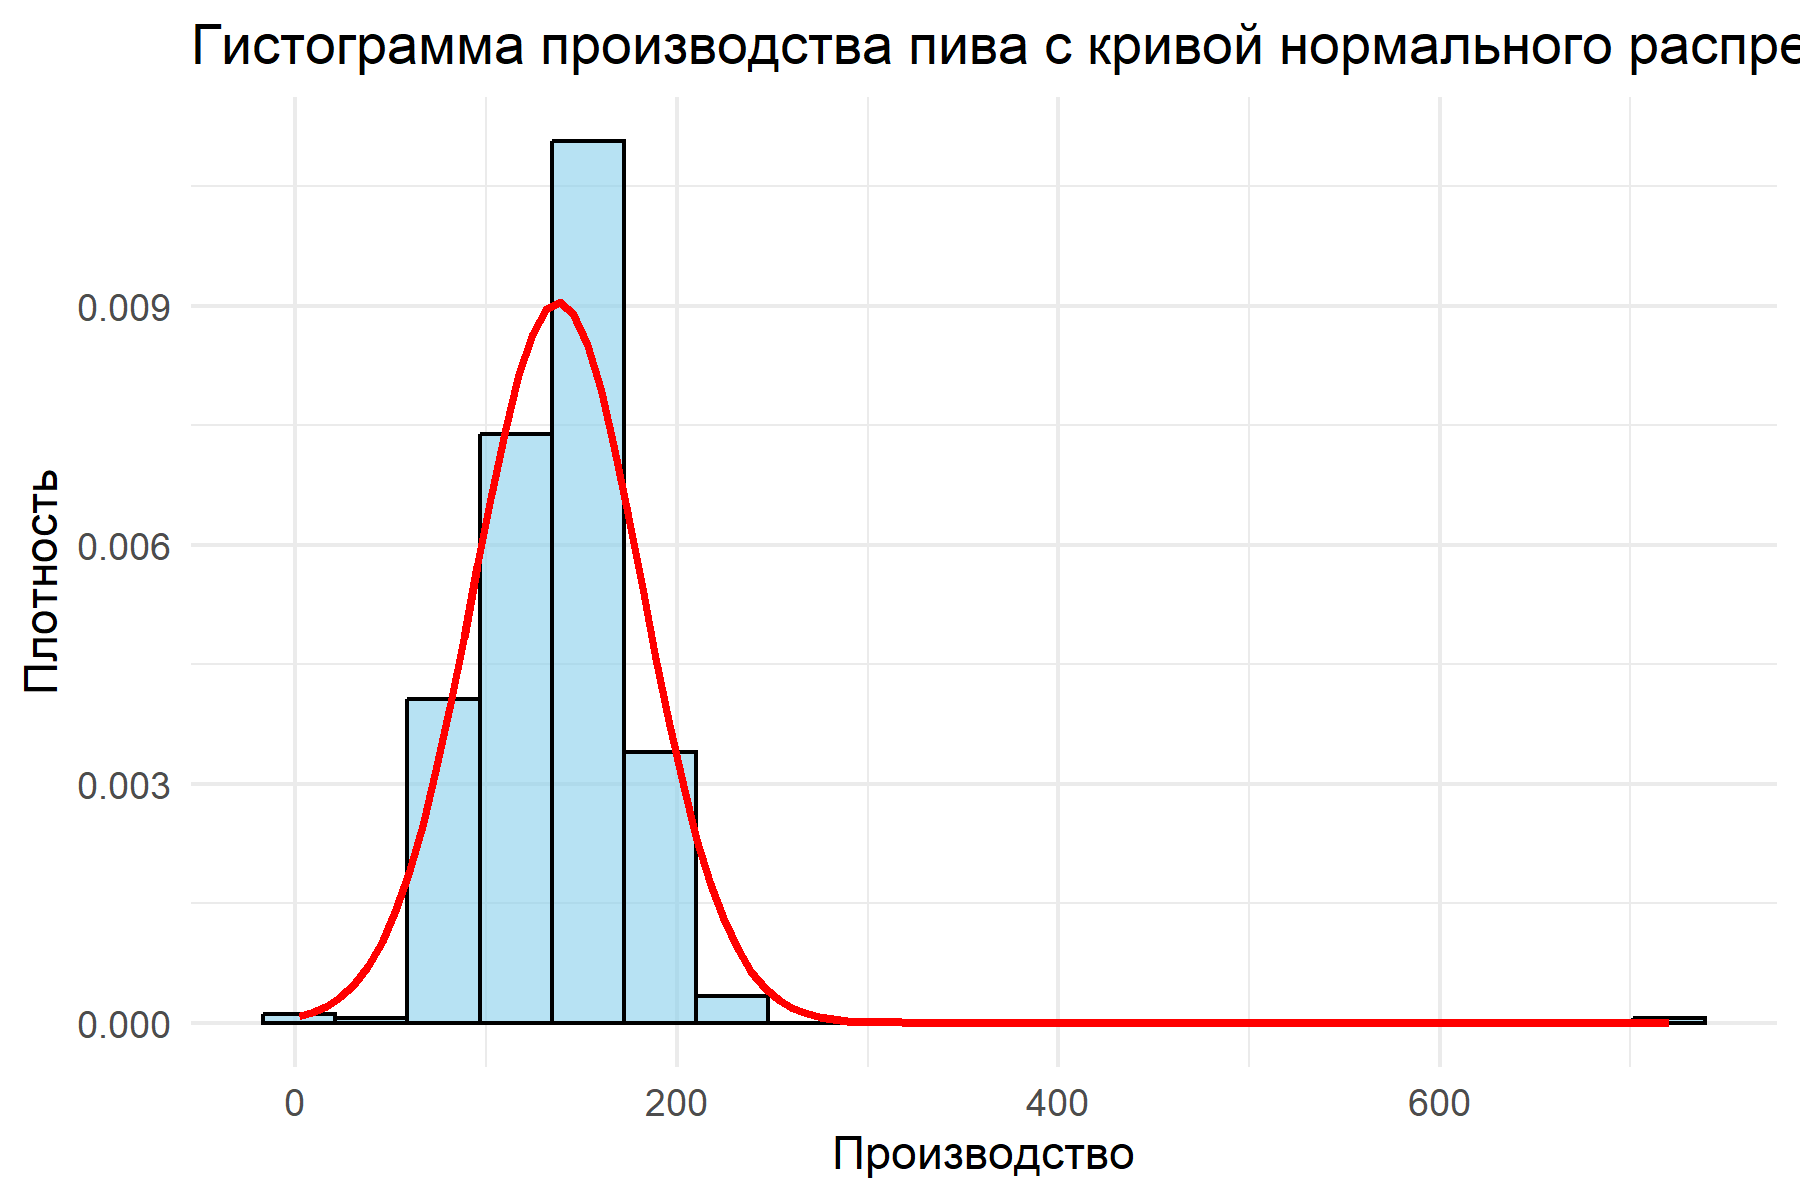 Гистограмма производства пива с кривой нормального распре
0.009
0.006
0.003
0.000
Плотность
0
200
400
600
Производство